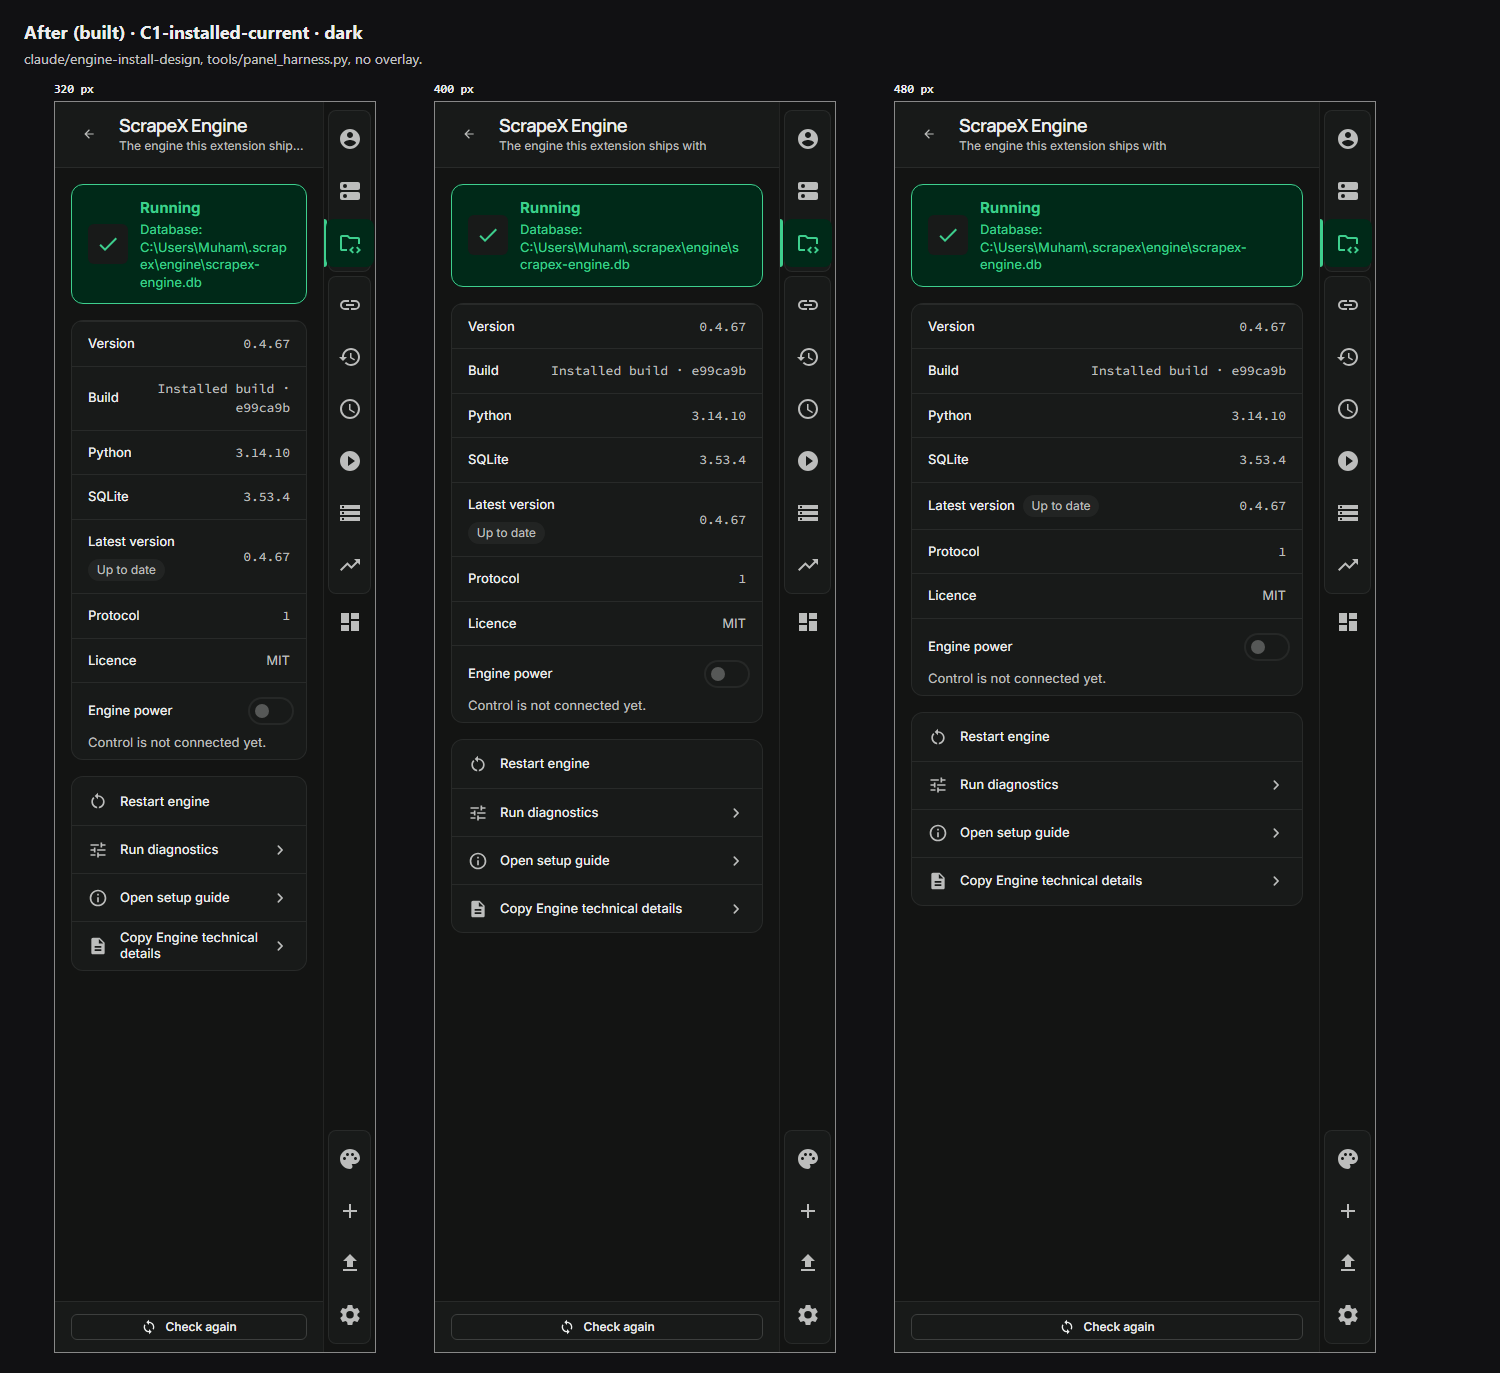 After (built) · C1-installed-current · dark
claude/engine-install-design, tools/panel_harness.py, no overlay.
320 px
ScrapeX Engine
The engine this extension ship...
Running
Database:
C:\Users\Muham\.scrap
ex\engine\scrapex-
engine.db
Version 0.4.67
Build Installed build ·
e99ca9b
Python 3.14.10
SQLite 3.53.4
Latest version
Up to date
0.4.67
Protocol 1
Licence MIT
Engine power
Control is not connected yet.
Restart engine
Run diagnostics
Open setup guide
Copy Engine technical
details
Check again
400 px
ScrapeX Engine
The engine this extension ships with
Running
Database:
C:\Users\Muham\.scrapex\engine\s
crapex-engine.db
Version 0.4.67
Build Installed build · e99ca9b
Python 3.14.10
SQLite 3.53.4
Latest version
Up to date
0.4.67
Protocol 1
Licence MIT
Engine power
Control is not connected yet.
Restart engine
Run diagnostics
Open setup guide
Copy Engine technical details
Check again
480 px
ScrapeX Engine
The engine this extension ships with
Running
Database:
C:\Users\Muham\.scrapex\engine\scrapex-
engine.db
Version 0.4.67
Build Installed build · e99ca9b
Python 3.14.10
SQLite 3.53.4
Latest version Up to date 0.4.67
Protocol 1
Licence MIT
Engine power
Control is not connected yet.
Restart engine
Run diagnostics
Open setup guide
Copy Engine technical details
Check again